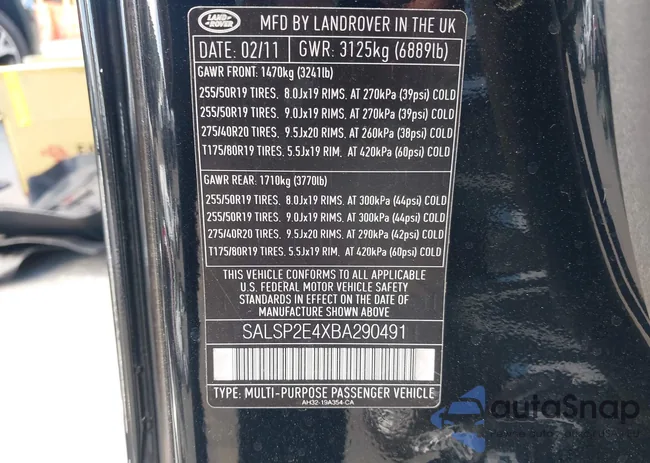 LAND ROVER
MFD BY LANDROVER IN THE UK
DATE: 02/11 GWR: 3125kg (6889lb)
GAWR FRONT: 1470kg (3241lb)
255/50R19 TIRES. 8.0Jx19 RIMS. AT 270kPa (39psi) COLD
255/50R19 TIRES. 9.0Jx19 RIMS. AT 270kPa (39psi) COLD
275/40R20 TIRES. 9.5Jx20 RIMS. AT 260kPa (38psi) COLD
T175/80R19 TIRES. 5.5Jx19 RIM. AT 420kPa (60psi) COLD
GAWR REAR: 1710kg (3770lb)
255/50R19 TIRES. 8.0Jx19 RIMS. AT 300kPa (44psi) COLD
255/50R19 TIRES. 9.0Jx19 RIMS. AT 300kPa (44psi) COLD
275/40R20 TIRES. 9.5Jx20 RIMS. AT 290kPa (42psi) COLD
T175/80R19 TIRES. 5.5Jx19 RIM. AT 420kPa (60psi) COLD
THIS VEHICLE CONFORMS TO ALL APPLICABLE
U.S. FEDERAL MOTOR VEHICLE SAFETY
STANDARDS IN EFFECT ON THE DATE OF
MANUFACTURE SHOWN ABOVE.
SALSP2E4XBA290491
TYPE: MULTI-PURPOSE PASSENGER VEHICLE
AH32-19A354-CA
autoSnap